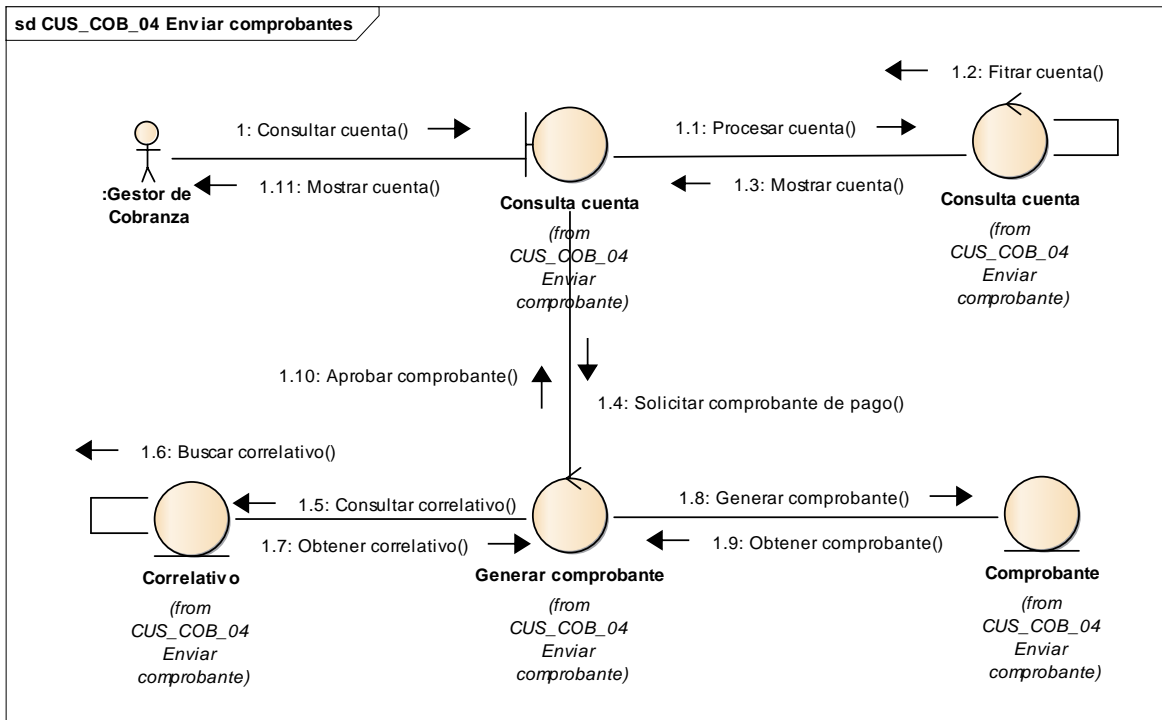 sd CUS_COB_04 Enviar comprobantes
1.2: Fitrar cuenta()
1: Consultar cuenta()
1.1: Procesar cuenta()
1.11: Mostrar cuenta()
1.3: Mostrar cuenta()
:Gestor de
Cobranza
Consulta cuenta
(from
CUS_COB_04
Enviar
comprobante)
Consulta cuenta
(from
CUS_COB_04
Enviar
comprobante)
1.10: Aprobar comprobante()
1.4: Solicitar comprobante de pago()
1.6: Buscar correlativo()
1.5: Consultar correlativo()
1.8: Generar comprobante()
1.7: Obtener correlativo()
1.9: Obtener comprobante()
Correlativo
(from
CUS_COB_04
Enviar
comprobante)
Generar comprobante
(from
CUS_COB_04
Enviar
comprobante)
Comprobante
(from
CUS_COB_04
Enviar
comprobante)